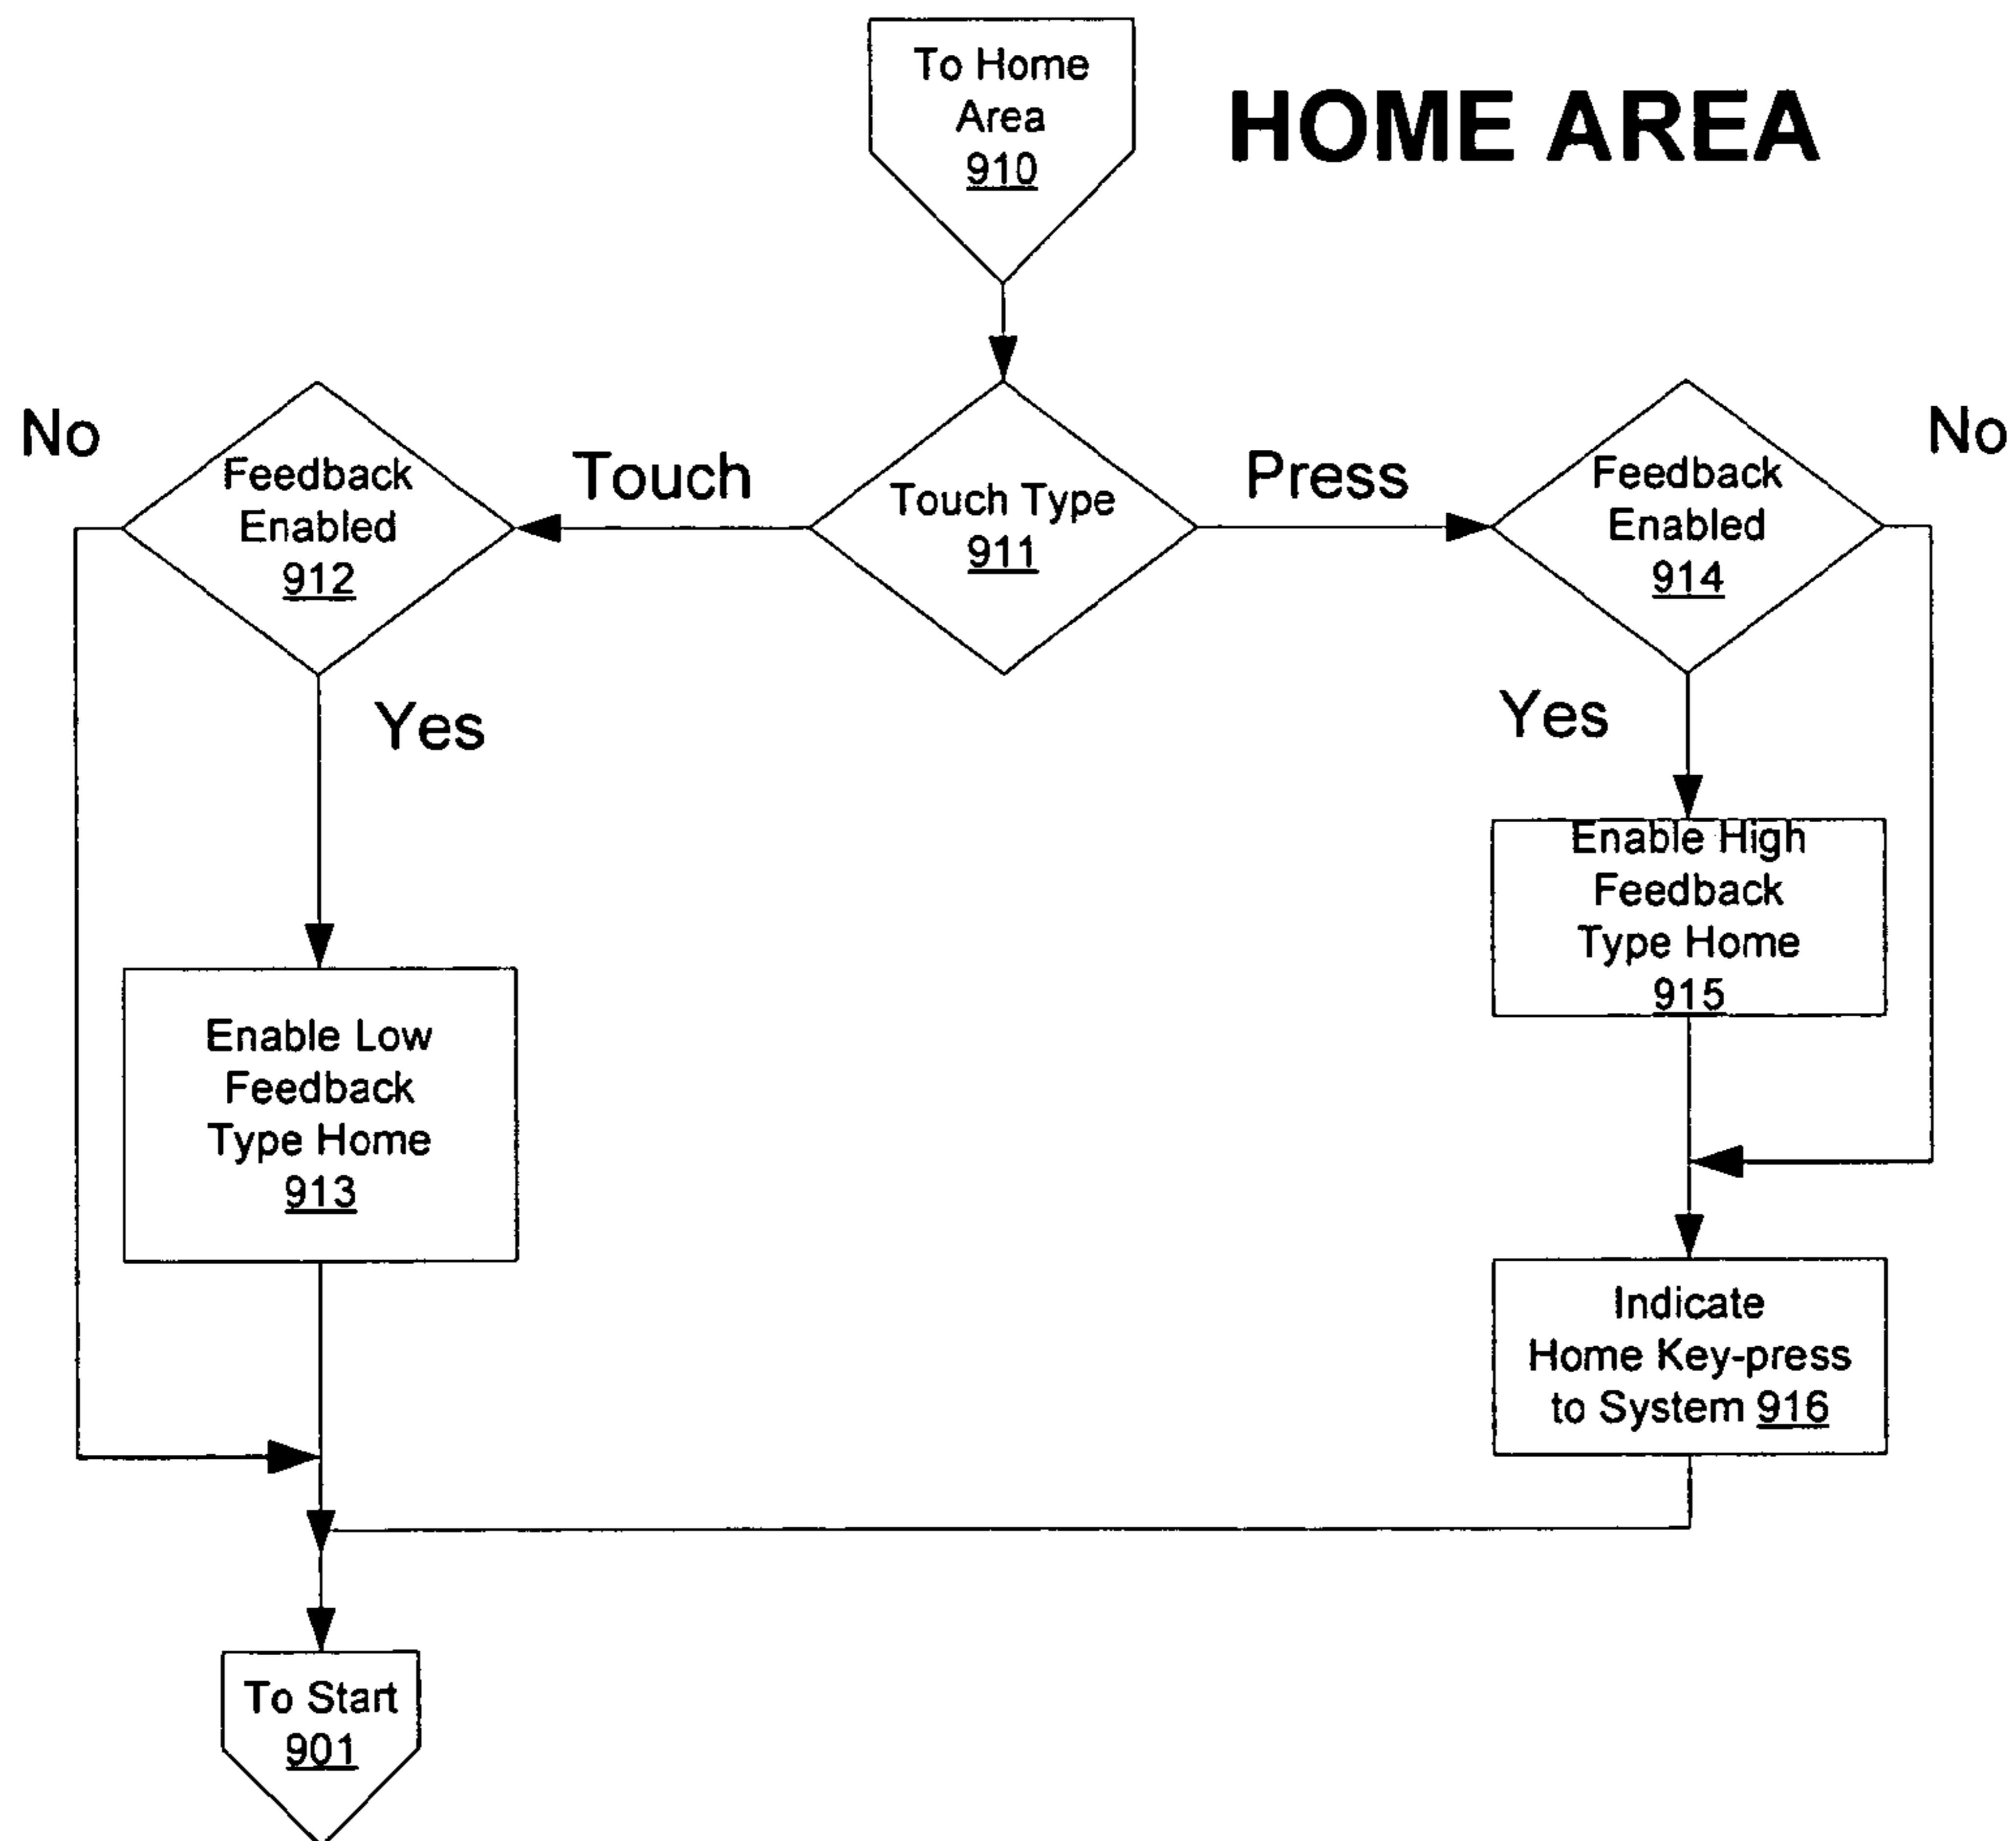 To Home
Area
910
HOME AREA
No
Feedback
Enabled
912
Touch
Touch Type
911
Press
Feedback
Enabled
914
No
Yes
Yes
Enable High
Feedback
Type Home
915
Enable Low
Feedback
Type Home
913
Indicate
Home Key-press
to System 916
To Start
901